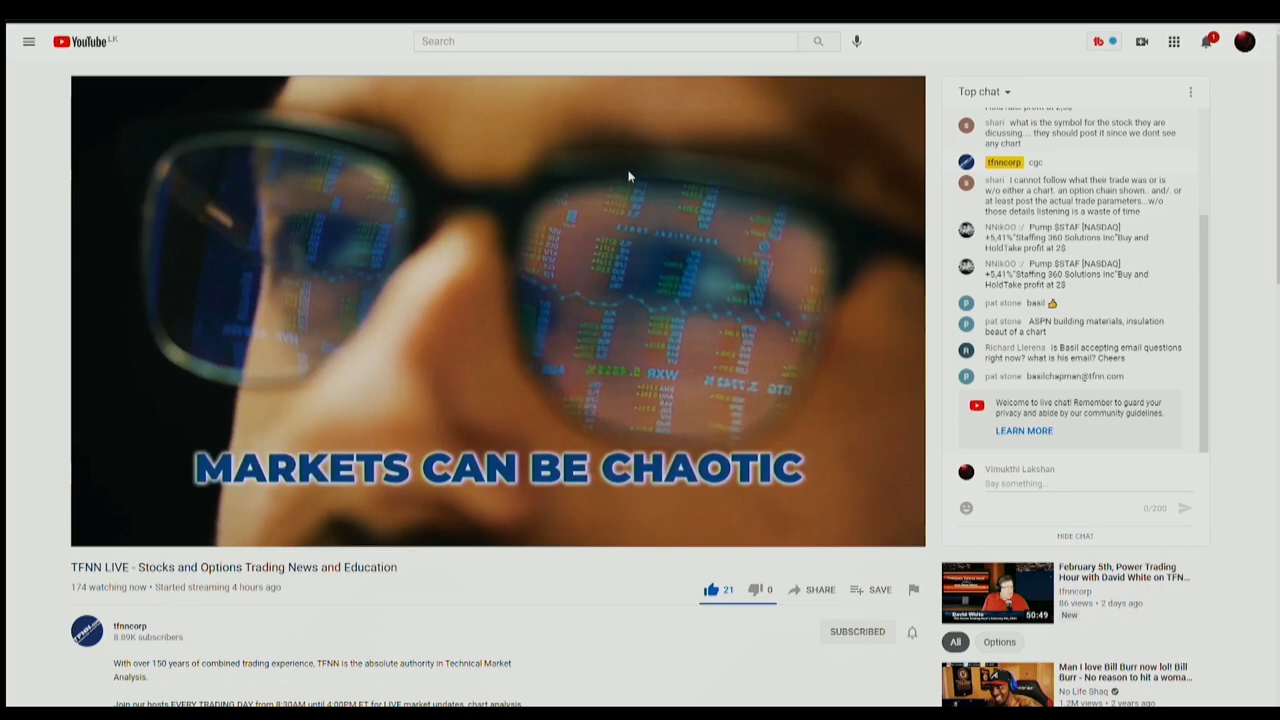 YouTube LK
Search
1
Top chat
shari what is the symbol for the stock they are
dicussing.... they should post it since we dont see
any chart
tfnncorp cgc
shari I cannot follow what their trade was or is
w/o either a chart. an option chain shown.. and/. or
at least post the actual trade parameters...w/o
those details listening is a waste of time
NNikOO :/ Pump $STAF [NASDAQ]
+5,41%"Staffing 360 Solutions Inc"Buy and
HoldTake profit at 2$
NNikOO :/ Pump $STAF [NASDAQ]
+5,41%"Staffing 360 Solutions Inc"Buy and
HoldTake profit at 2$
pat stone basil
pat stone ASPN building materials, insulation
beaut of a chart
Richard Llerena is Basil accepting email questions
right now? what is his email? Cheers
pat stone basilchapman@tfnn.com
Welcome to live chat! Remember to guard your
privacy and abide by our community guidelines.
LEARN MORE
Vimukthi Lakshan
Say something...
0/200
HIDE CHAT
MARKETS CAN BE CHAOTIC
TFNN LIVE - Stocks and Options Trading News and Education
174 watching now • Started streaming 4 hours ago
21 0 SHARE SAVE
tfnncorp
8.89K subscribers
SUBSCRIBED
With over 150 years of combined trading experience, TFNN is the absolute authority in Technical Market
Analysis.
Join our hosts EVERY TRADING DAY from 8:30AM until 4:00PM ET for LIVE market updates, chart analysis,
February 5th, Power Trading
Hour with David White on TFN...
tfnncorp
86 views • 2 days ago
New
David White
50:49
All Options
Man I love Bill Burr now lol! Bill
Burr - No reason to hit a woma...
No Life Shaq
1.2M views • 2 years ago